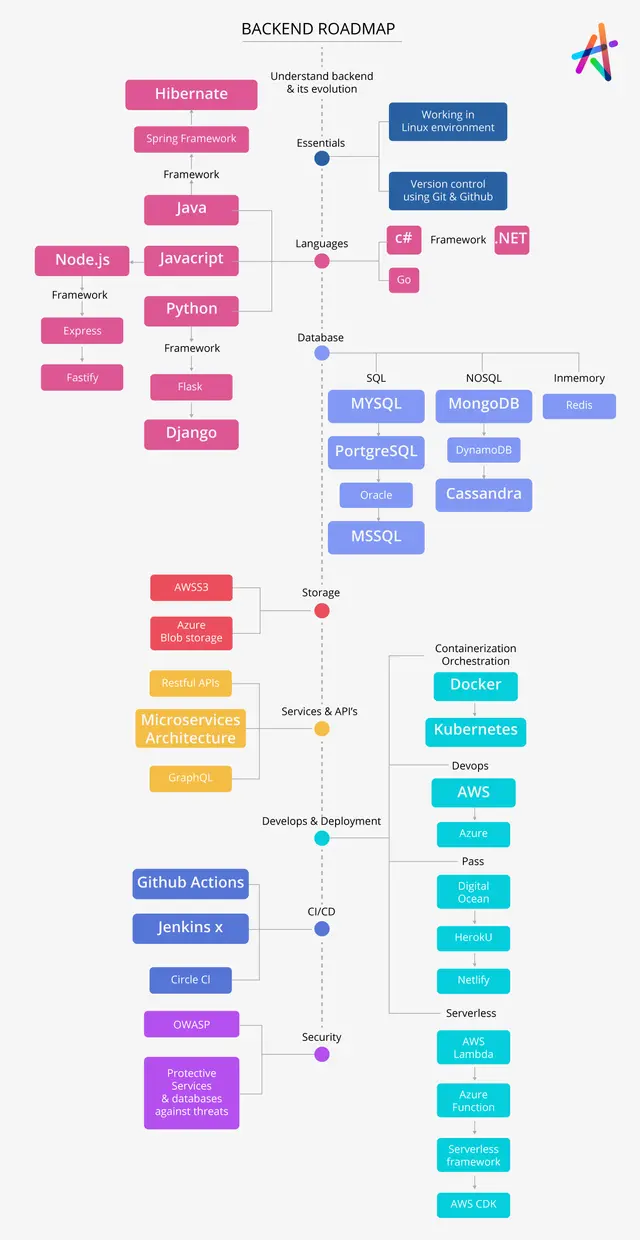 BACKEND ROADMAP
Understand backend
& its evolution
Hibernate
Spring Framework
Framework
Java
Essentials
Working in
Linux environment
Version control
using Git & Github
Languages
c#
Framework
.NET
Go
Node.js
Javacript
Framework
Express
Fastify
Python
Framework
Flask
Django
Database
SQL
MYSQL
PortgreSQL
Oracle
MSSQL
NOSQL
MongoDB
DynamoDB
Cassandra
Inmemory
Redis
Storage
AWSS3
Azure
Blob storage
Services & API's
Restful APIs
Microservices
Architecture
GraphQL
Develops & Deployment
Containerization
Orchestration
Docker
Kubernetes
Devops
AWS
Azure
Pass
Digital
Ocean
HerokU
Netlify
Serverless
AWS
Lambda
Azure
Function
Serverless
framework
AWS CDK
CI/CD
Github Actions
Jenkins x
Circle Cl
Security
OWASP
Protective
Services
& databases
against threats